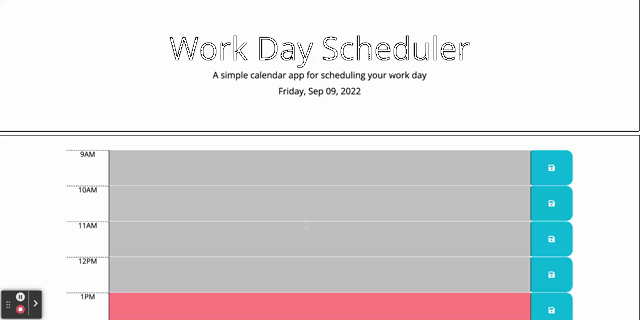 Work Day Scheduler
A simple calendar app for scheduling your work day
Friday, Sep 09, 2022
9AM
10AM
11AM
12PM
1PM